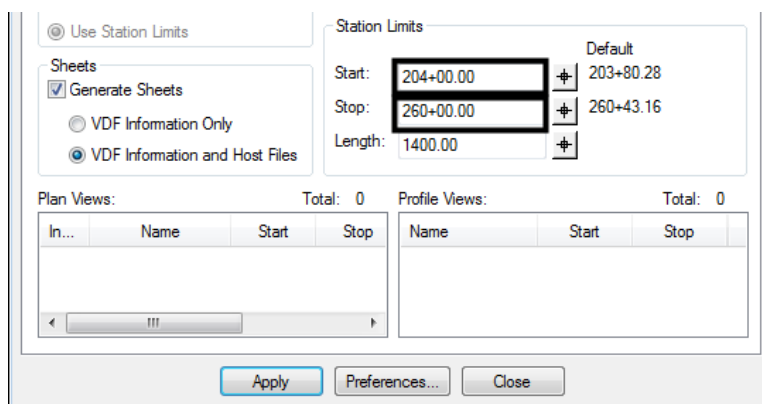 Use Station Limits
Station Limits
Default
Sheets
Generate Sheets
VDF Information Only
VDF Information and Host Files
Start: 204+00.00 203+80.28
Stop: 260+00.00 260+43.16
Length: 1400.00
Plan Views: Total: 0
In... Name Start Stop
Profile Views: Total: 0
Name Start Stop
Apply Preferences... Close